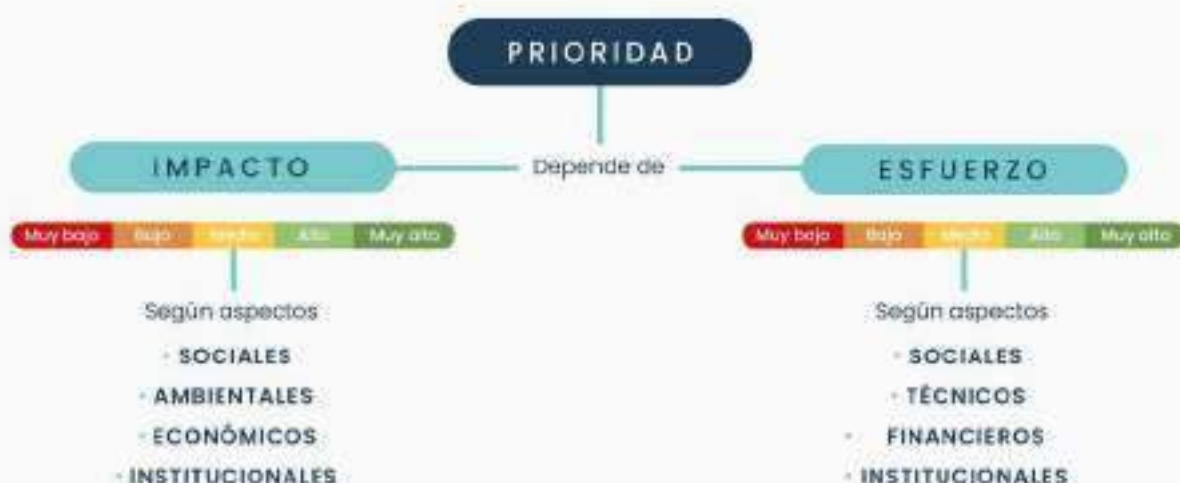 PRIORIDAD
IMPACTO
Depende de
ESFUERZO
Muy bajo Bajo Medio Alto Muy alto
Muy bajo Bajo Medio Alto Muy alto
Según aspectos
Según aspectos
• SOCIALES
• AMBIENTALES
• ECONÓMICOS
• INSTITUCIONALES
• SOCIALES
• TÉCNICOS
• FINANCIEROS
• INSTITUCIONALES